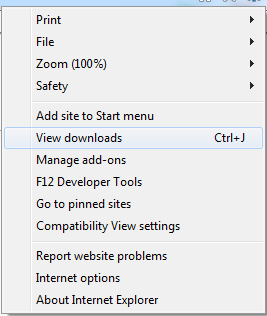 Print
File
Zoom (100%)
Safety
Add site to Start menu
View downloads Ctrl+J
Manage add-ons
F12 Developer Tools
Go to pinned sites
Compatibility View settings
Report website problems
Internet options
About Internet Explorer